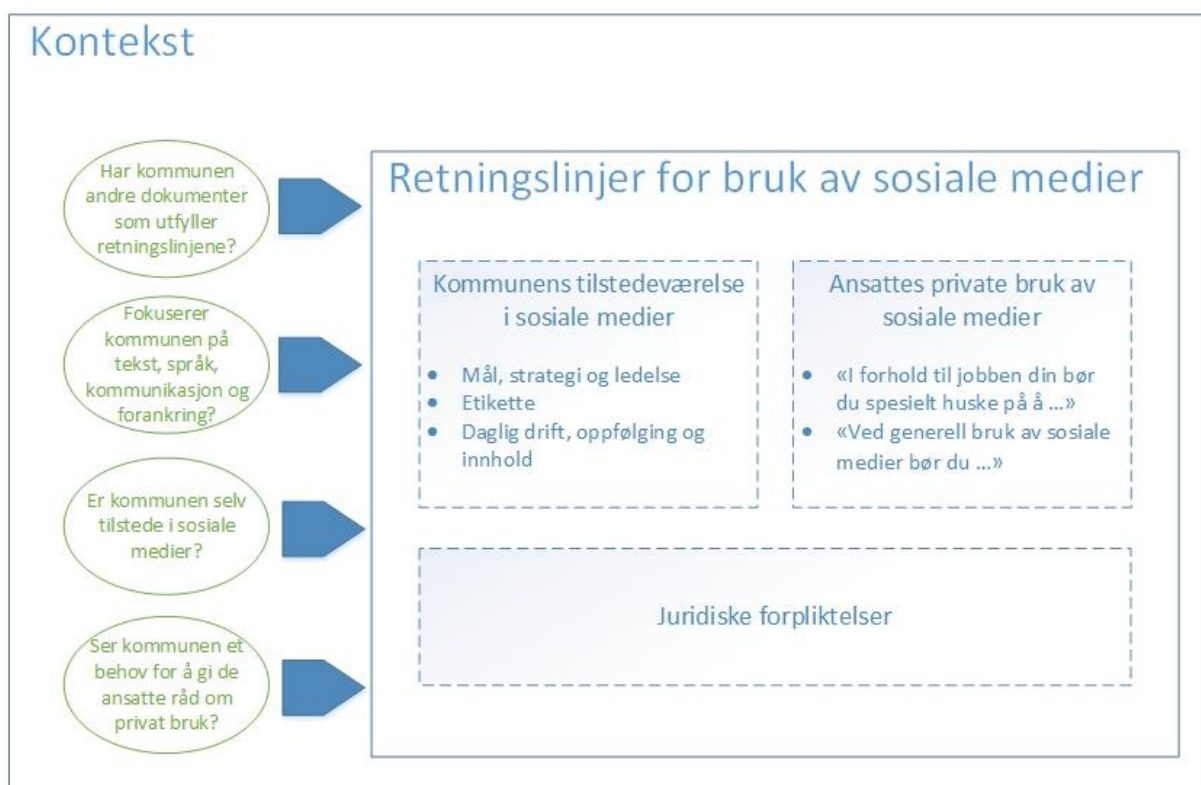 Kontekst
Har kommunen
andre dokumenter
som utfyller
retningslinjene?
Fokuserer
kommunen på
tekst, språk,
kommunikasjon og
forankring?
Er kommunen selv
tilstede i sosiale
medier?
Ser kommunen et
behov for å gi de
ansatte råd om
privat bruk?
Retningslinjer for bruk av sosiale medier
Kommunens tilstedeværelse
i sosiale medier
• Mål, strategi og ledelse
• Etikette
• Daglig drift, oppfølging og
innhold
Ansattes private bruk av
sosiale medier
• «I forhold til jobben din bør
du spesielt huske på å ...»
• «Ved generell bruk av sosiale
medier bør du ...»
Juridiske forpliktelser